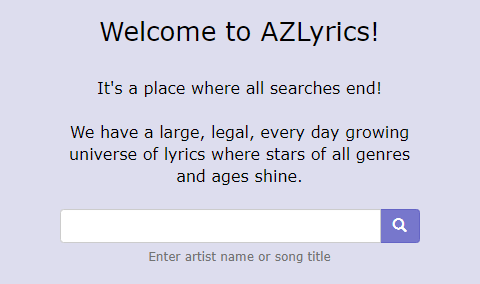 Welcome to AZLyrics!
It's a place where all searches end!
We have a large, legal, every day growing
universe of lyrics where stars of all genres
and ages shine.
Enter artist name or song title